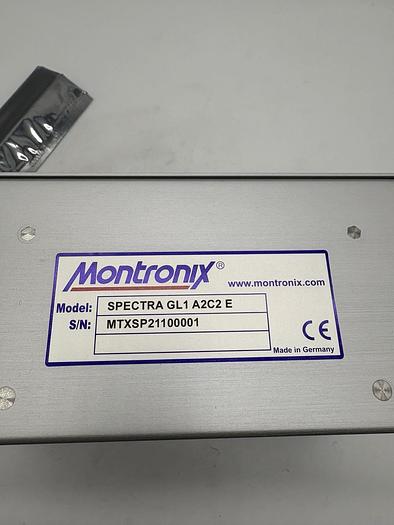 Montronix®
www.montronix.com
Model: SPECTRA GL1 A2C2 E
S/N: MTXSP21100001
CE
Made in Germany